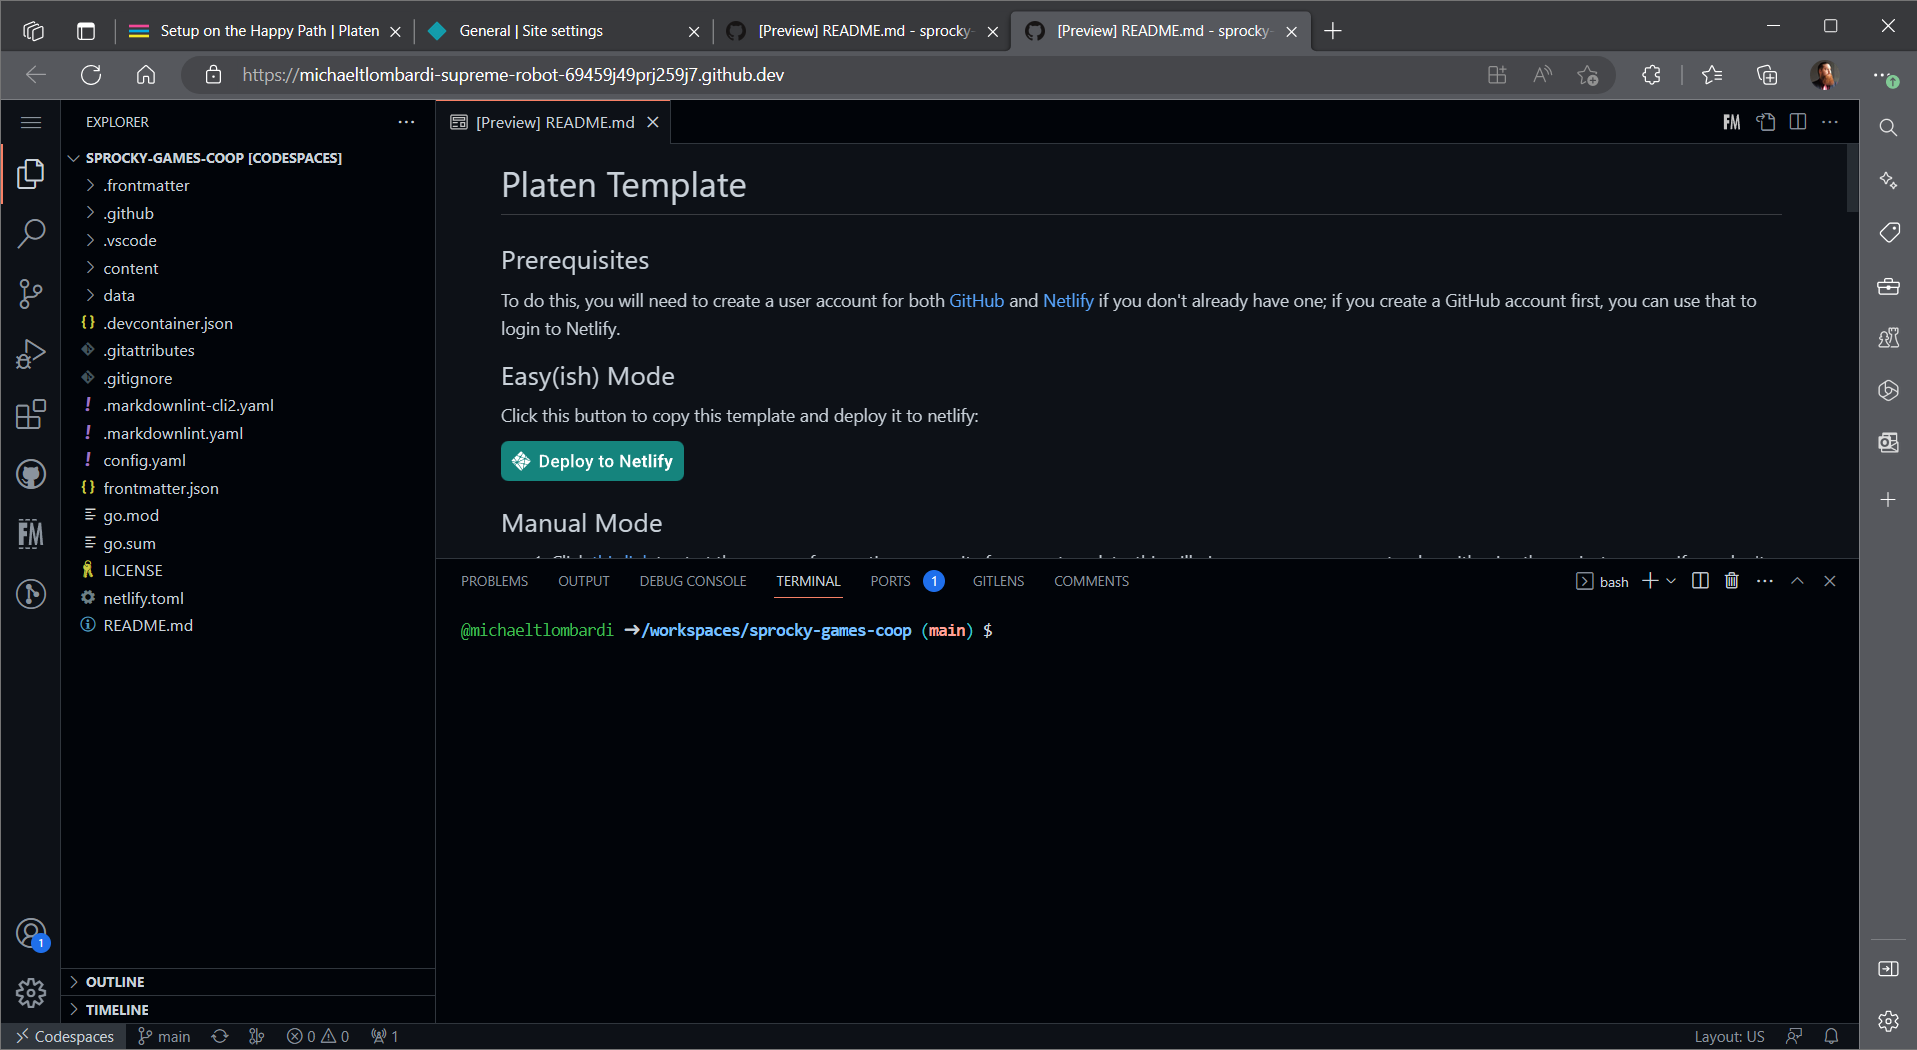 Setup on the Happy Path | Platen
General | Site settings
[Preview] README.md - sprocky-
[Preview] README.md - sprocky-
https://michaeltlombardi-supreme-robot-69459j49prj259j7.github.dev
EXPLORER
[Preview] README.md
FM
SPROCKY-GAMES-COOP [CODESPACES]
.frontmatter
.github
.vscode
content
data
.devcontainer.json
.gitattributes
.gitignore
.markdownlint-cli2.yaml
.markdownlint.yaml
config.yaml
frontmatter.json
go.mod
go.sum
LICENSE
netlify.toml
README.md
FM
1
OUTLINE
TIMELINE
Platen Template
Prerequisites
To do this, you will need to create a user account for both GitHub and Netlify if you don't already have one; if you create a GitHub account first, you can use that to
login to Netlify.
Easy(ish) Mode
Click this button to copy this template and deploy it to netlify:
Deploy to Netlify
Manual Mode
PROBLEMS OUTPUT DEBUG CONSOLE TERMINAL PORTS 1 GITLENS COMMENTS
bash
@michaeltlombardi ➜/workspaces/sprocky-games-coop (main) $
Codespaces main 0 0 1
Layout: US